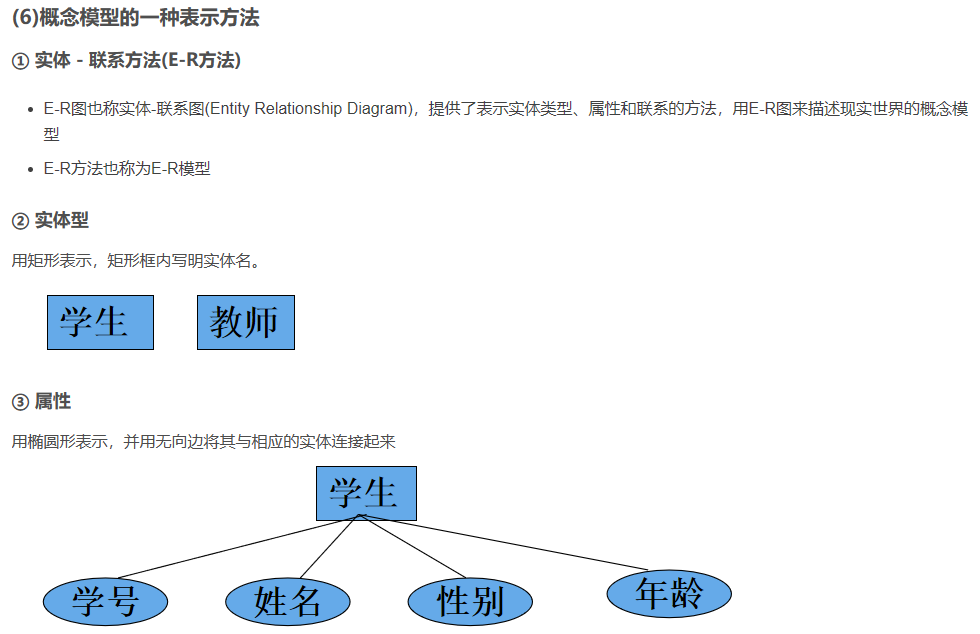 (6)概念模型的一种表示方法
① 实体 - 联系方法(E-R方法)
E-R图也称实体-联系图(Entity Relationship Diagram)，提供了表示实体类型、属性和联系的方法，用E-R图来描述现实世界的概念模
型
E-R方法也称为E-R模型
② 实体型
用矩形表示，矩形框内写明实体名。
学生 教师
③ 属性
用椭圆形表示，并用无向边将其与相应的实体连接起来
学生
学号 姓名 性别 年龄